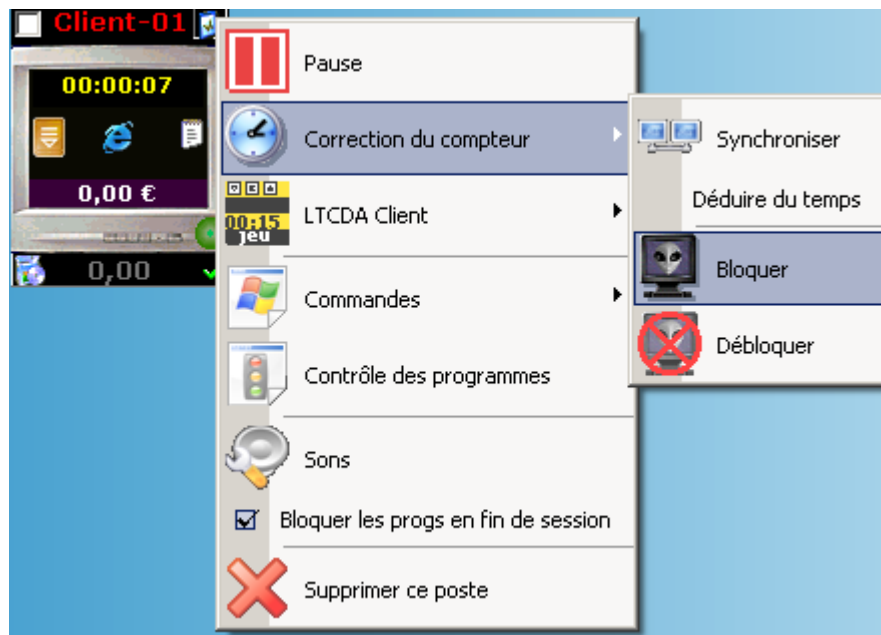 Client-01
00:00:07
0,00 €
0,00
Pause
Correction du compteur
00:15
jeu
LTCDA Client
Commandes
Contrôle des programmes
Sons
Bloquer les progs en fin de session
Supprimer ce poste
Synchroniser
Déduire du temps
Bloquer
Débloquer